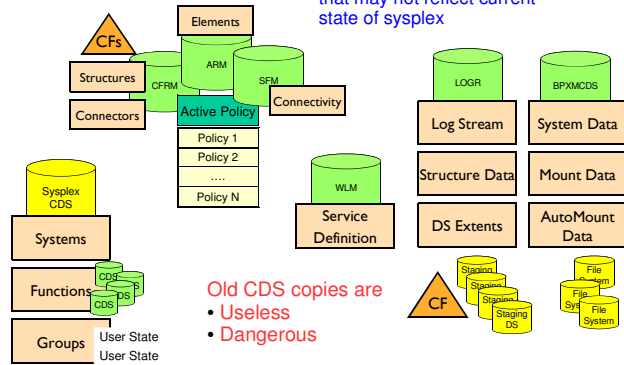 that may not reflect current
state of sysplex
Elements
CFs
ARM
CFRM
SFM
Structures
Connectors
Connectivity
Active Policy
Policy 1
Policy 2
....
Policy N
LOGR
BPXMCDS
Log Stream
System Data
Structure Data
Mount Data
DS Extents
AutoMount
Data
Sysplex
CDS
WLM
Service
Definition
Systems
Functions
CDS
CDS
CDS
CDS
Groups
User State
User State
Old CDS copies are
• Useless
• Dangerous
CF
Staging
Staging
Staging
Staging
DS
File
System
File
System
File
System